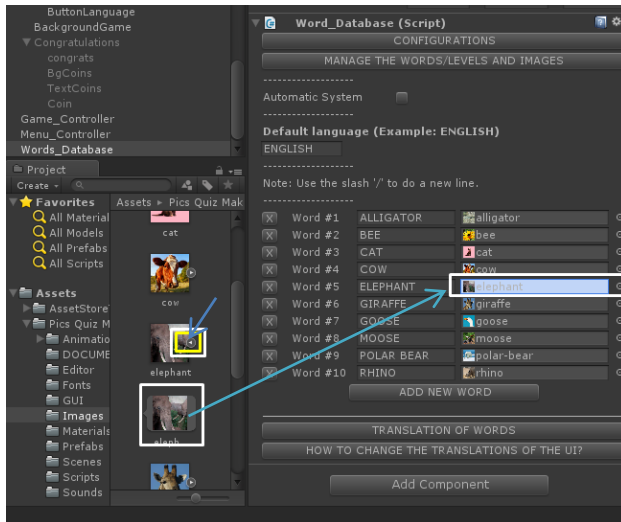 ButtonLanguage
BackgroundGame
Congratulations
congrats
BgCoins
TextCoins
Coin
Game_Controller
Menu_Controller
Words_Database
Project
Create
Favorites
All Material
All Models
All Prefabs
All Scripts
Assets
AssetStore
Pics Quiz M
Animatio
DOCUME
Editor
Fonts
GUI
Images
Materials
Prefabs
Scenes
Scripts
Sounds
Assets Pics Quiz Mak
cat
cow
elephant
eleph
Word_Database (Script)
CONFIGURATIONS
MANAGE THE WORDS/LEVELS AND IMAGES
-------------------
Automatic System
-------------------
Default language (Example: ENGLISH)
ENGLISH
-------------------
Note: Use the slash '/' to do a new line.
-------------------
X Word #1 ALLIGATOR alligator
X Word #2 BEE bee
X Word #3 CAT cat
X Word #4 COW cow
X Word #5 ELEPHANT elephant
X Word #6 GIRAFFE giraffe
X Word #7 GOOSE goose
X Word #8 MOOSE moose
X Word #9 POLAR BEAR polar-bear
X Word #10 RHINO rhino
ADD NEW WORD
TRANSLATION OF WORDS
HOW TO CHANGE THE TRANSLATIONS OF THE UI?
Add Component